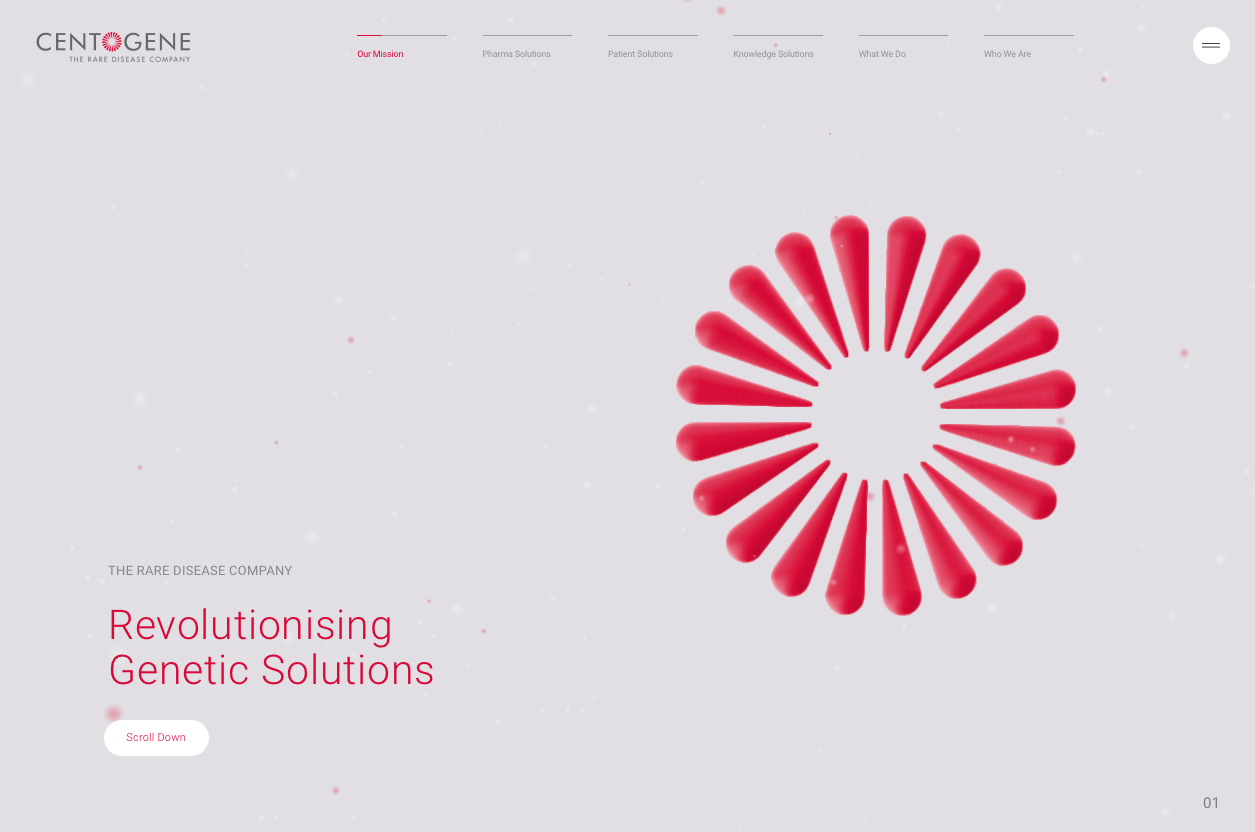 CENTOGENE
THE RARE DISEASE COMPANY
Our Mission
Pharma Solutions
Patient Solutions
Knowledge Solutions
What We Do
Who We Are
THE RARE DISEASE COMPANY
Revolutionising
Genetic Solutions
Scroll Down
01